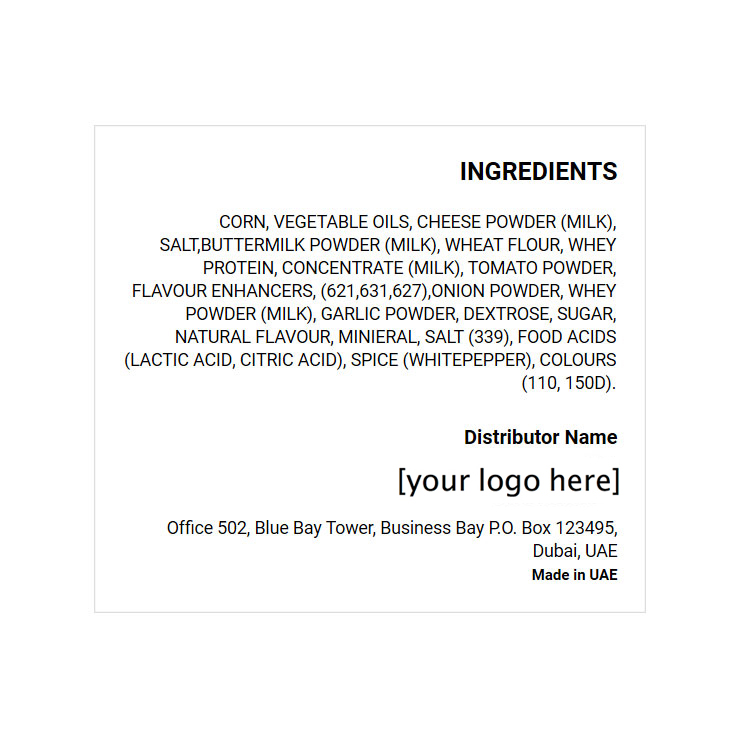 INGREDIENTS
CORN, VEGETABLE OILS, CHEESE POWDER (MILK),
SALT,BUTTERMILK POWDER (MILK), WHEAT FLOUR, WHEY
PROTEIN, CONCENTRATE (MILK), TOMATO POWDER,
FLAVOUR ENHANCERS, (621,631,627),ONION POWDER, WHEY
POWDER (MILK), GARLIC POWDER, DEXTROSE, SUGAR,
NATURAL FLAVOUR, MINIERAL, SALT (339), FOOD ACIDS
(LACTIC ACID, CITRIC ACID), SPICE (WHITEPEPPER), COLOURS
(110, 150D).
Distributor Name
[your logo here]
Office 502, Blue Bay Tower, Business Bay P.O. Box 123495,
Dubai, UAE
Made in UAE